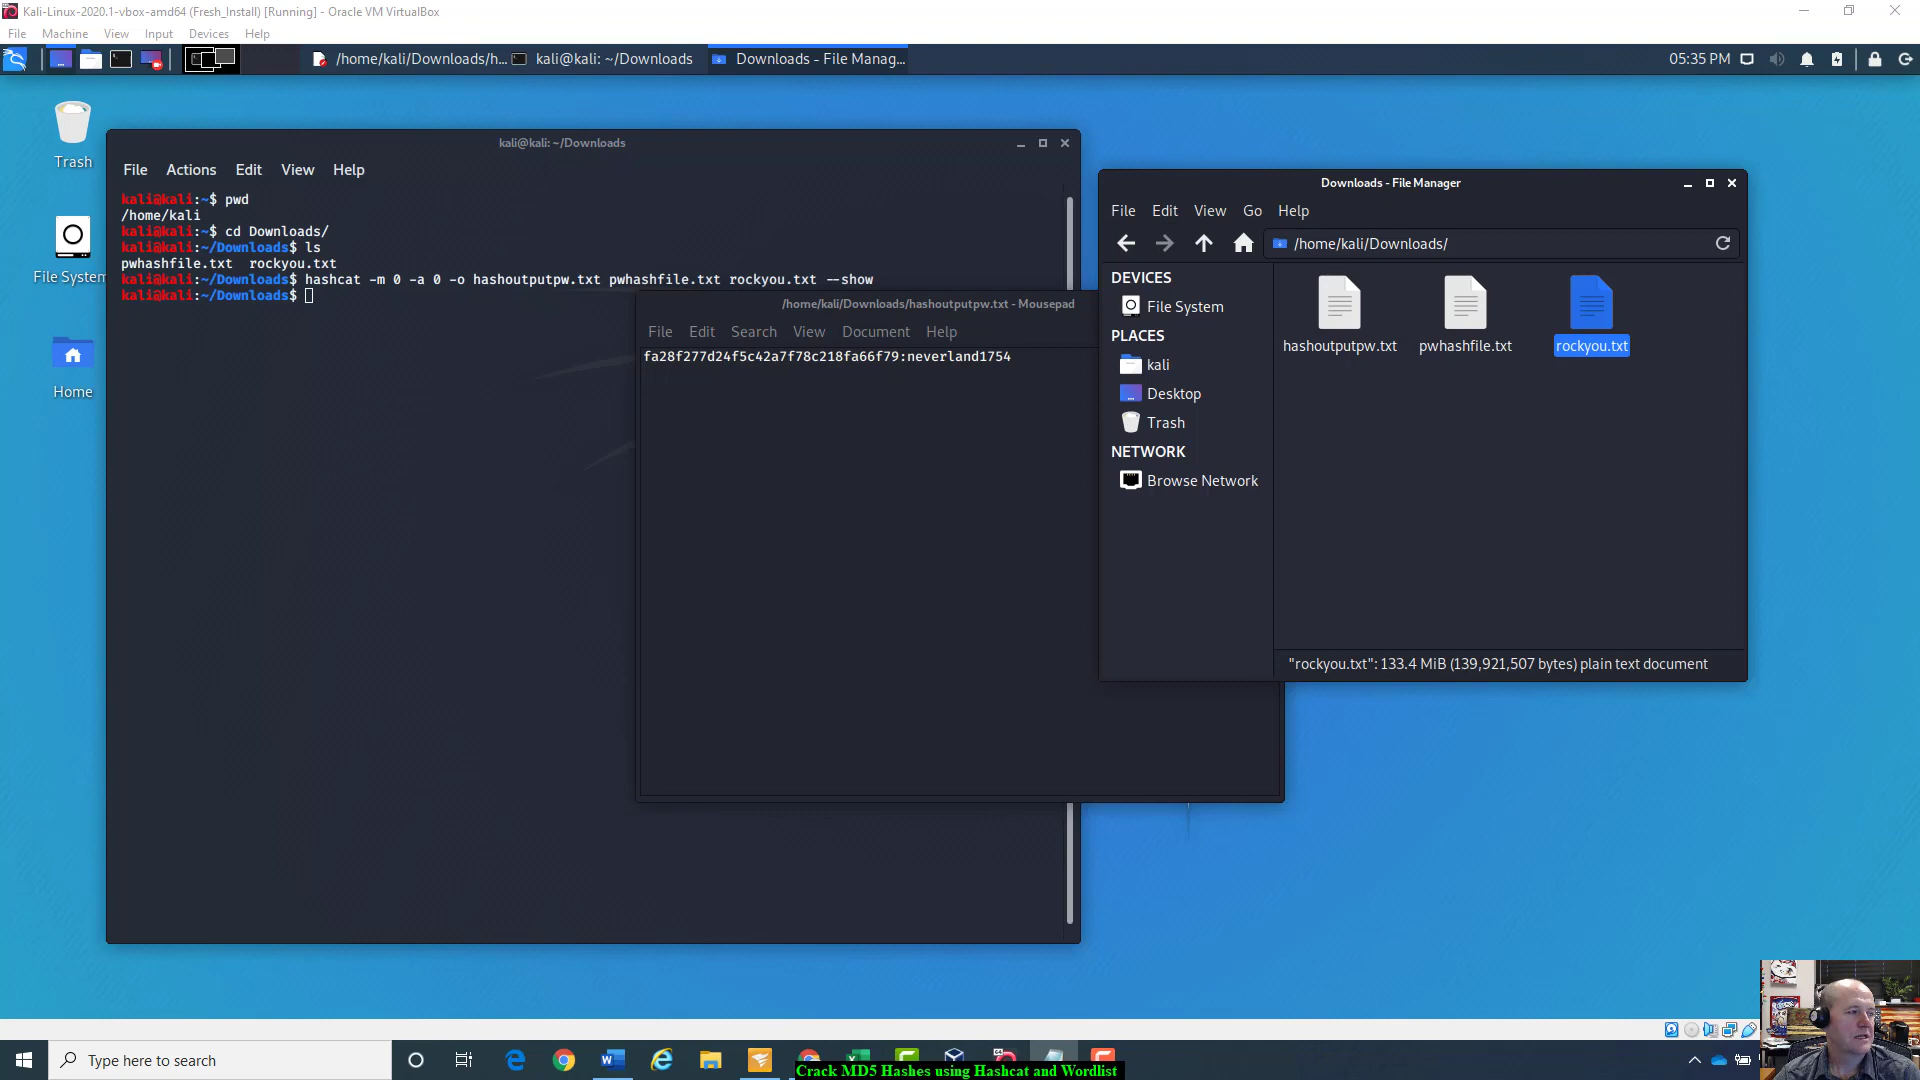 Kali-Linux-2020.1-vbox-amd64 (Fresh_Install) [Running] - Oracle VM VirtualBox
File Machine View Input Devices Help
/home/kali/Downloads/h... kali@kali: ~/Downloads Downloads - File Manag... 05:35 PM
Trash
File System
Home
kali@kali: ~/Downloads
File Actions Edit View Help
kali@kali:~$ pwd
/home/kali
kali@kali:~$ cd Downloads/
kali@kali:~/Downloads$ ls
pwhashfile.txt rockyou.txt
kali@kali:~/Downloads$ hashcat -m 0 -a 0 -o hashoutputpw.txt pwhashfile.txt rockyou.txt --show
kali@kali:~/Downloads$
/home/kali/Downloads/hashoutputpw.txt - Mousepad
File Edit Search View Document Help
fa28f277d24f5c42a7f78c218fa66f79:neverland1754
Downloads - File Manager
File Edit View Go Help
/home/kali/Downloads/
DEVICES
File System
PLACES
kali
Desktop
Trash
NETWORK
Browse Network
hashoutputpw.txt pwhashfile.txt rockyou.txt
"rockyou.txt": 133.4 MiB (139,921,507 bytes) plain text document
Type here to search
Crack MD5 Hashes using Hashcat and Wordlist